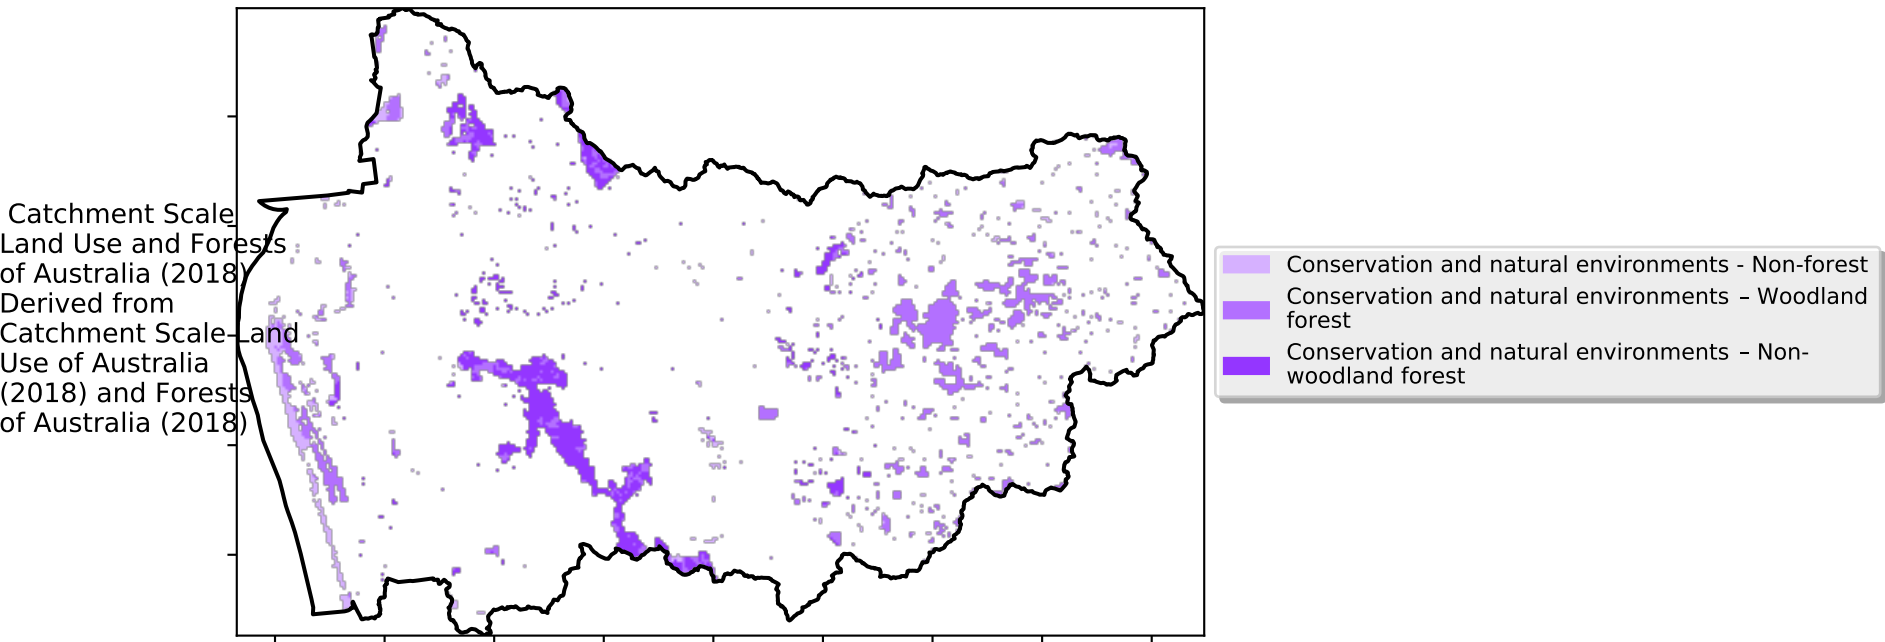 Catchment Scale
Land Use and Forests
of Australia (2018)
Derived from
Catchment Scale Land
Use of Australia
(2018) and Forests
of Australia (2018)
Conservation and natural environments - Non-forest
Conservation and natural environments – Woodland
forest
Conservation and natural environments – Non-
woodland forest